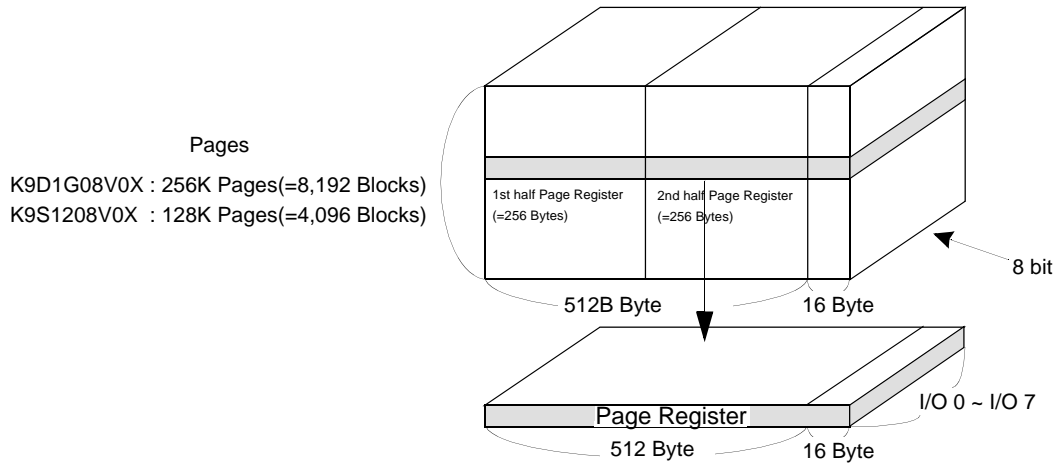 Pages
K9D1G08V0X : 256K Pages(=8,192 Blocks)
K9S1208V0X : 128K Pages(=4,096 Blocks)
1st half Page Register
(=256 Bytes)
2nd half Page Register
(=256 Bytes)
8 bit
512B Byte
16 Byte
I/O 0 ~ I/O 7
Page Register
512 Byte
16 Byte